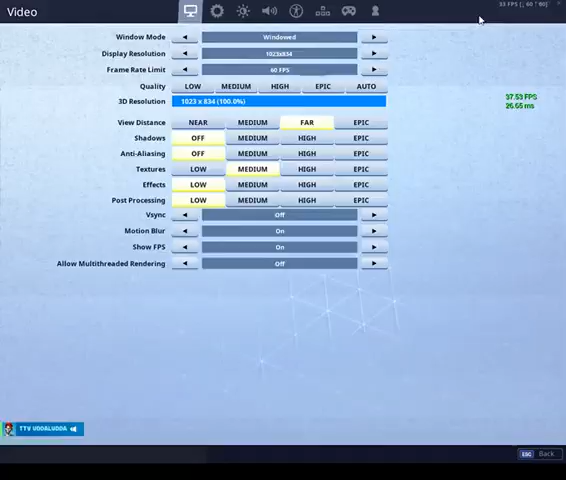 Video
33 FPS [; 60 * 80]
Window Mode Windowed
Display Resolution 1023x834
Frame Rate Limit 60 FPS
Quality LOW MEDIUM HIGH EPIC AUTO
3D Resolution 1023 x 834 (100.0%)
37.53 FPS
26.65 ms
View Distance NEAR MEDIUM FAR EPIC
Shadows OFF MEDIUM HIGH EPIC
Anti-Aliasing OFF MEDIUM HIGH EPIC
Textures LOW MEDIUM HIGH EPIC
Effects LOW MEDIUM HIGH EPIC
Post Processing LOW MEDIUM HIGH EPIC
Vsync Off
Motion Blur On
Show FPS On
Allow Multithreaded Rendering Off
TTV UDDALUDDA
ESC Back